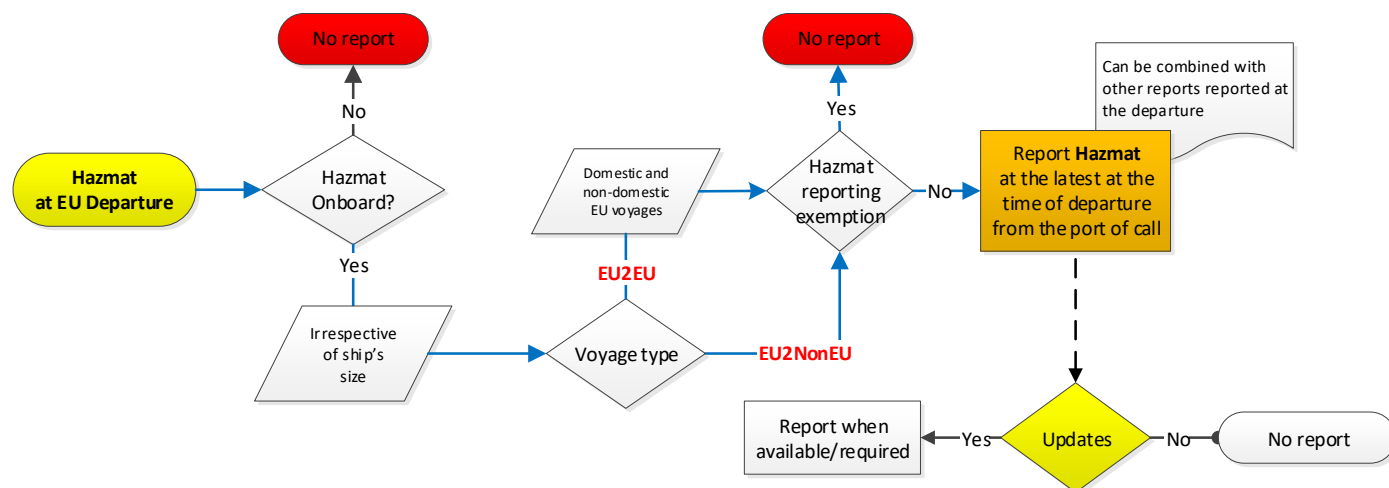 No report
No
Hazmat
at EU Departure
Hazmat
Onboard?
Yes
Irrespective
of ship's
size
Voyage type
EU2EU
Domestic and
non-domestic
EU voyages
EU2NonEU
Hazmat
reporting
exemption
Yes
No report
No
Can be combined with
other reports reported at
the departure
Report Hazmat
at the latest at the
time of departure
from the port of call
Updates
Yes
Report when
available/required
No
No report